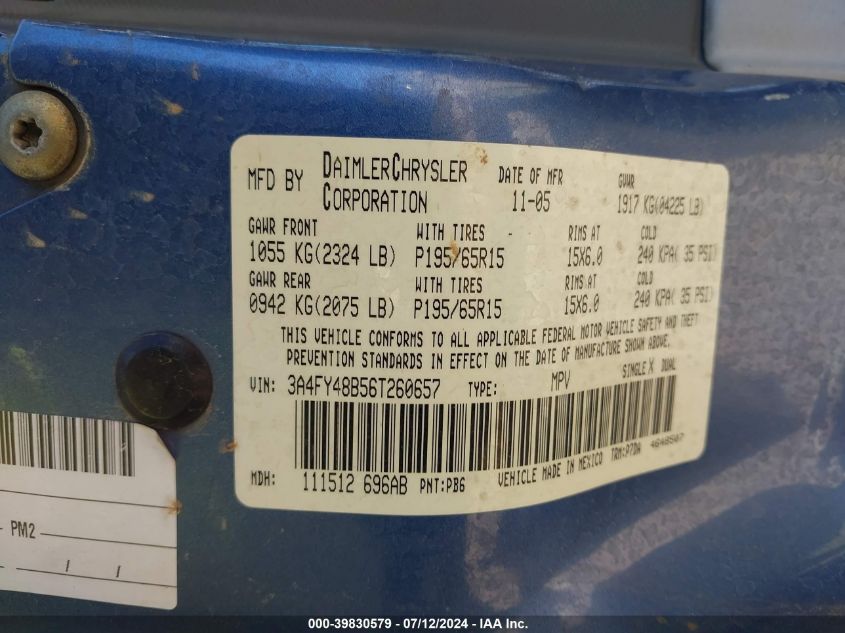 MFD BY DAIMLERCHRYSLER CORPORATION DATE OF MFR 11-05 GVWR 1917 KG(04225 LB)
GAWR FRONT WITH TIRES RIMS AT COLD
1055 KG(2324 LB) P195/65R15 15X6.0 240 KPA( 35 PSI)
GAWR REAR WITH TIRES RIMS AT COLD
0942 KG(2075 LB) P195/65R15 15X6.0 240 KPA( 35 PSI)
THIS VEHICLE CONFORMS TO ALL APPLICABLE FEDERAL MOTOR VEHICLE SAFETY AND THEFT
PREVENTION STANDARDS IN EFFECT ON THE DATE OF MANUFACTURE SHOWN ABOVE.
VIN: 3A4FY48B56T260657 TYPE: MPV SINGLE X DUAL
MDH: 111512 696AB PNT:PB6 VEHICLE MADE IN MEXICO TRM:P7DA 4648507
PM2
/ /
000-39830579 - 07/12/2024 - IAA, Inc.